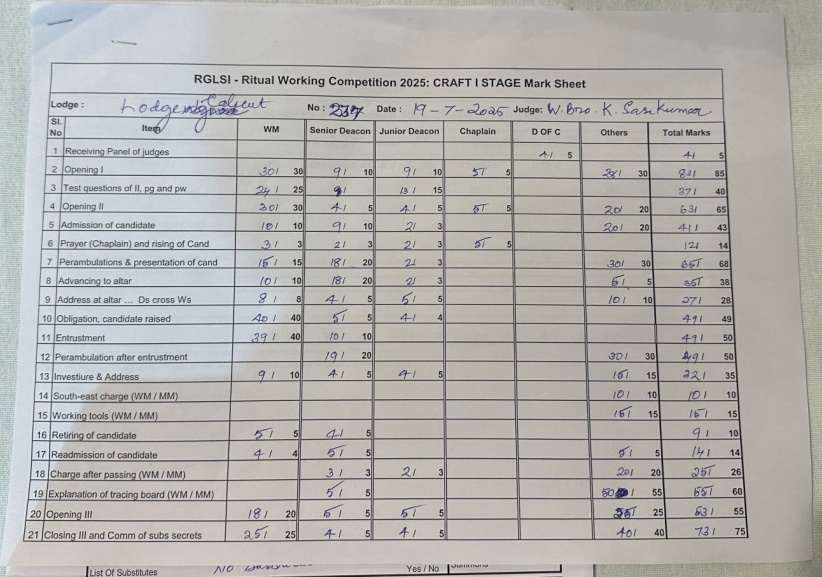 RGLSI - Ritual Working Competition 2025: CRAFT I STAGE Mark Sheet
Lodge : Lodge Calicut No : 237 Date : 19-7-2025 Judge: W.Bro. K. Sasikumar
Sl. No Item WM Senior Deacon Junior Deacon Chaplain D OF C Others Total Marks
1 Receiving Panel of judges 4/ 5 4/ 5
2 Opening I 30/ 30 9/ 10 9/ 10 5/ 5 30 83/ 85
3 Test questions of II, pg and pw 24/ 25 9/ 13/ 15 37/ 40
4 Opening II 30/ 30 4/ 5 4/ 5 5/ 5 20/ 20 63/ 65
5 Admission of candidate 10/ 10 9/ 10 2/ 3 20/ 20 41/ 43
6 Prayer (Chaplain) and rising of Cand 3/ 3 2/ 3 2/ 3 5/ 5 12/ 14
7 Perambulations & presentation of cand 15/ 15 18/ 20 2/ 3 30/ 30 65/ 68
8 Advancing to altar 10/ 10 18/ 20 2/ 3 5/ 5 35/ 38
9 Address at altar ... Ds cross Ws 8/ 8 4/ 5 5/ 5 10/ 10 27/ 28
10 Obligation, candidate raised 40/ 40 5/ 5 4/ 4 49/ 49
11 Entrustment 39/ 40 10/ 10 49/ 50
12 Perambulation after entrustment 19/ 20 30/ 30 49/ 50
13 Investiure & Address 9/ 10 4/ 5 4/ 5 15/ 15 32/ 35
14 South-east charge (WM / MM) 10/ 10 10/ 10
15 Working tools (WM / MM) 15/ 15 15/ 15
16 Retiring of candidate 5/ 5 4/ 5 9/ 10
17 Readmission of candidate 4/ 4 5/ 5 5/ 5 14/ 14
18 Charge after passing (WM / MM) 3/ 3 2/ 3 20/ 20 25/ 26
19 Explanation of tracing board (WM / MM) 5/ 5 50 / 55 55/ 60
20 Opening III 18/ 20 5/ 5 5/ 5 25/ 25 53/ 55
21 Closing III and Comm of subs secrets 25/ 25 4/ 5 4/ 5 40/ 40 73/ 75
List Of Substitutes NO Yes / No Summons